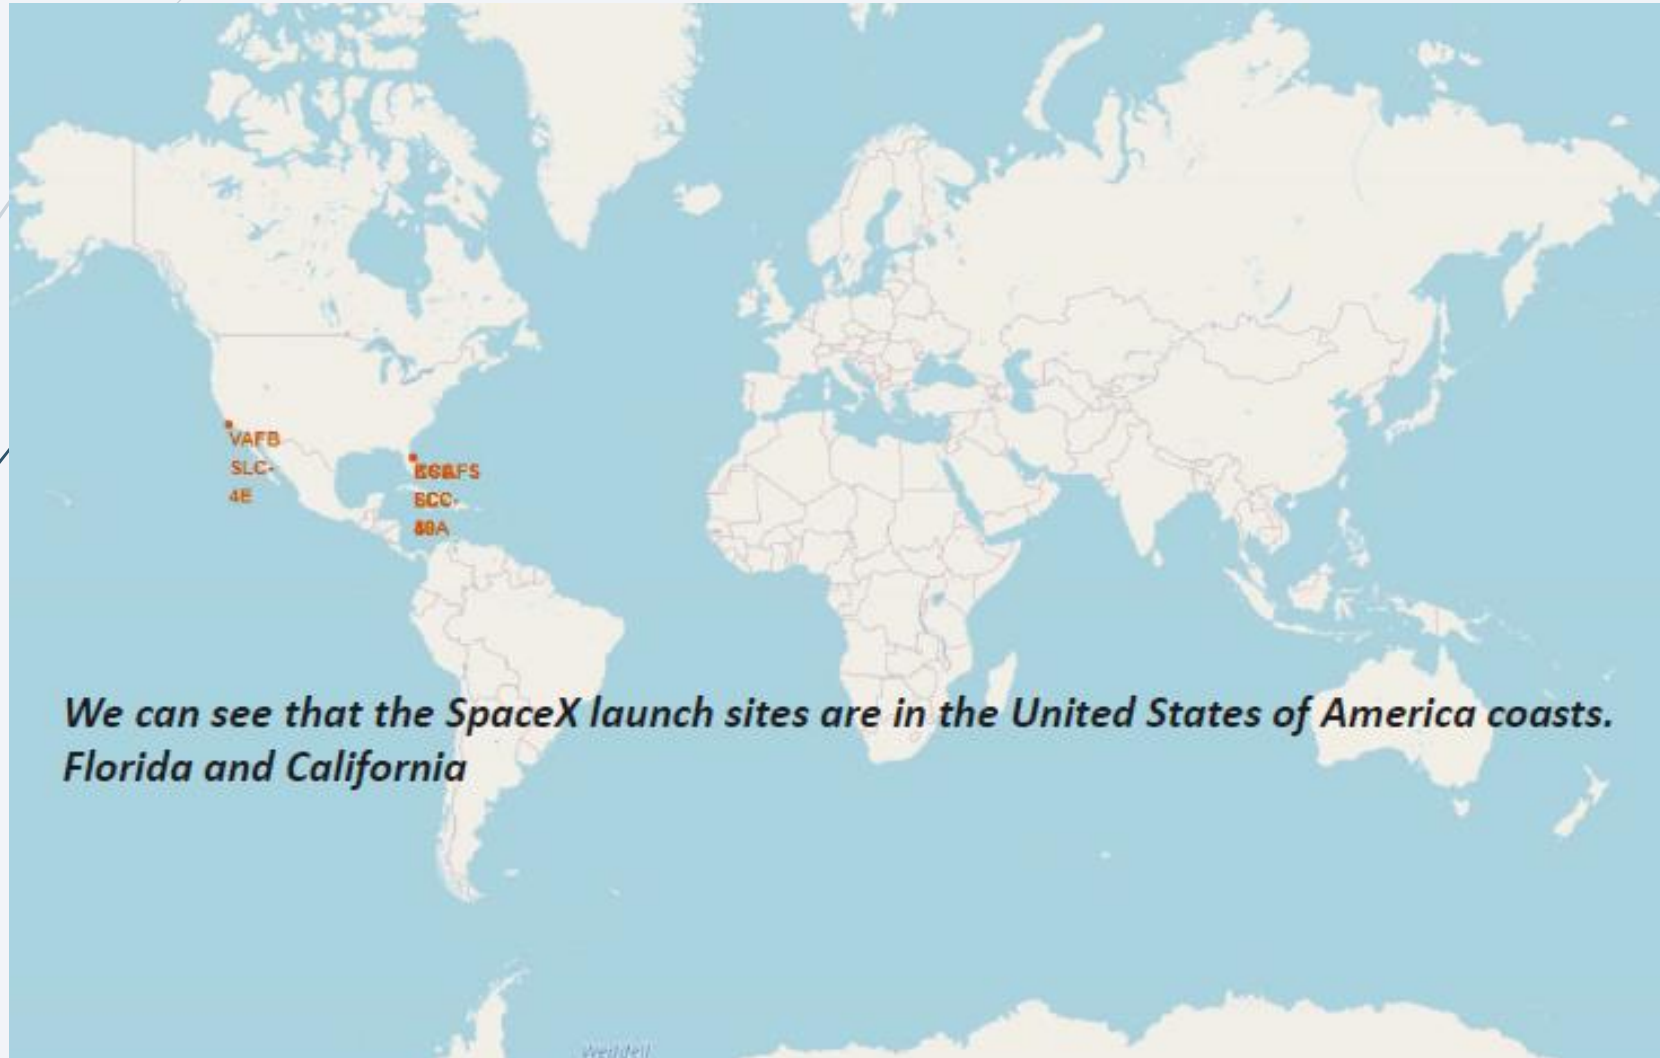 VAFB
SLC-
4E
We can see that the SpaceX launch sites are in the United States of America coasts.
Florida and California
Weddell